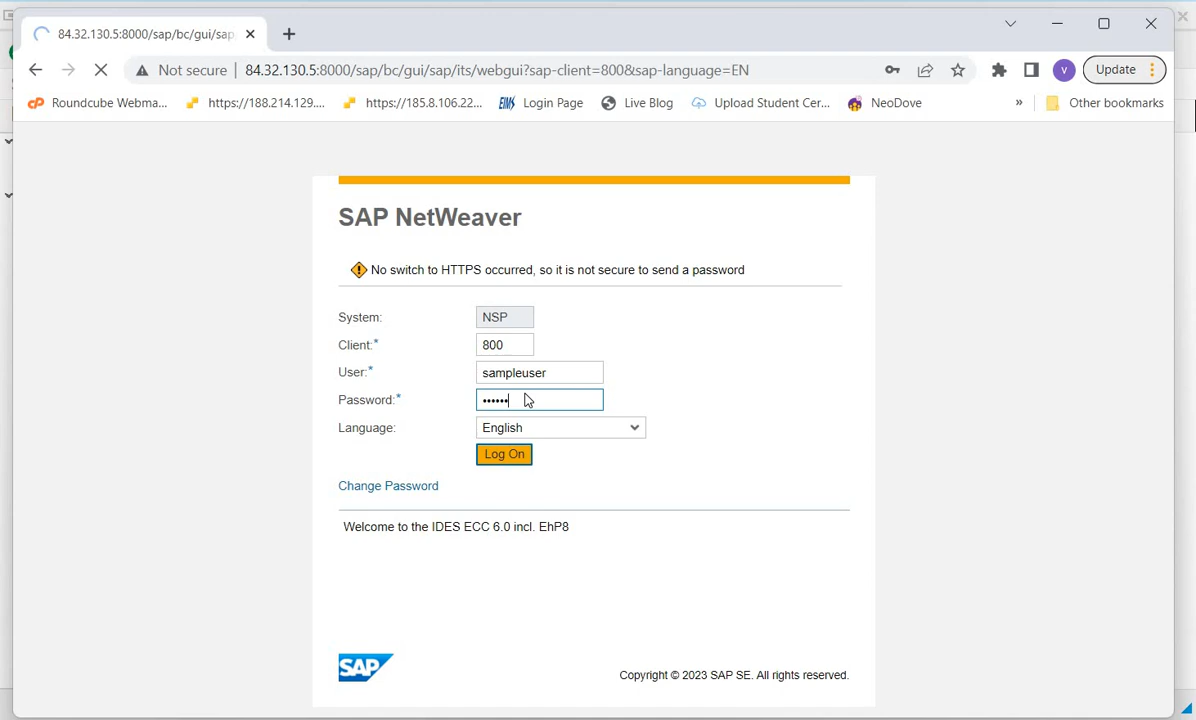 84.32.130.5:8000/sap/bc/gui/sap
Not secure 84.32.130.5:8000/sap/bc/gui/sap/its/webgui?sap-client=800&sap-language=EN V Update
Roundcube Webma... https://188.214.129.... https://185.8.106.22... EIMS Login Page Live Blog Upload Student Cer... NeoDove » Other bookmarks
SAP NetWeaver
No switch to HTTPS occurred, so it is not secure to send a password
System: NSP
Client:* 800
User:* sampleuser
Password:* ••••••
Language: English
Log On
Change Password
Welcome to the IDES ECC 6.0 incl. EhP8
SAP
Copyright © 2023 SAP SE. All rights reserved.